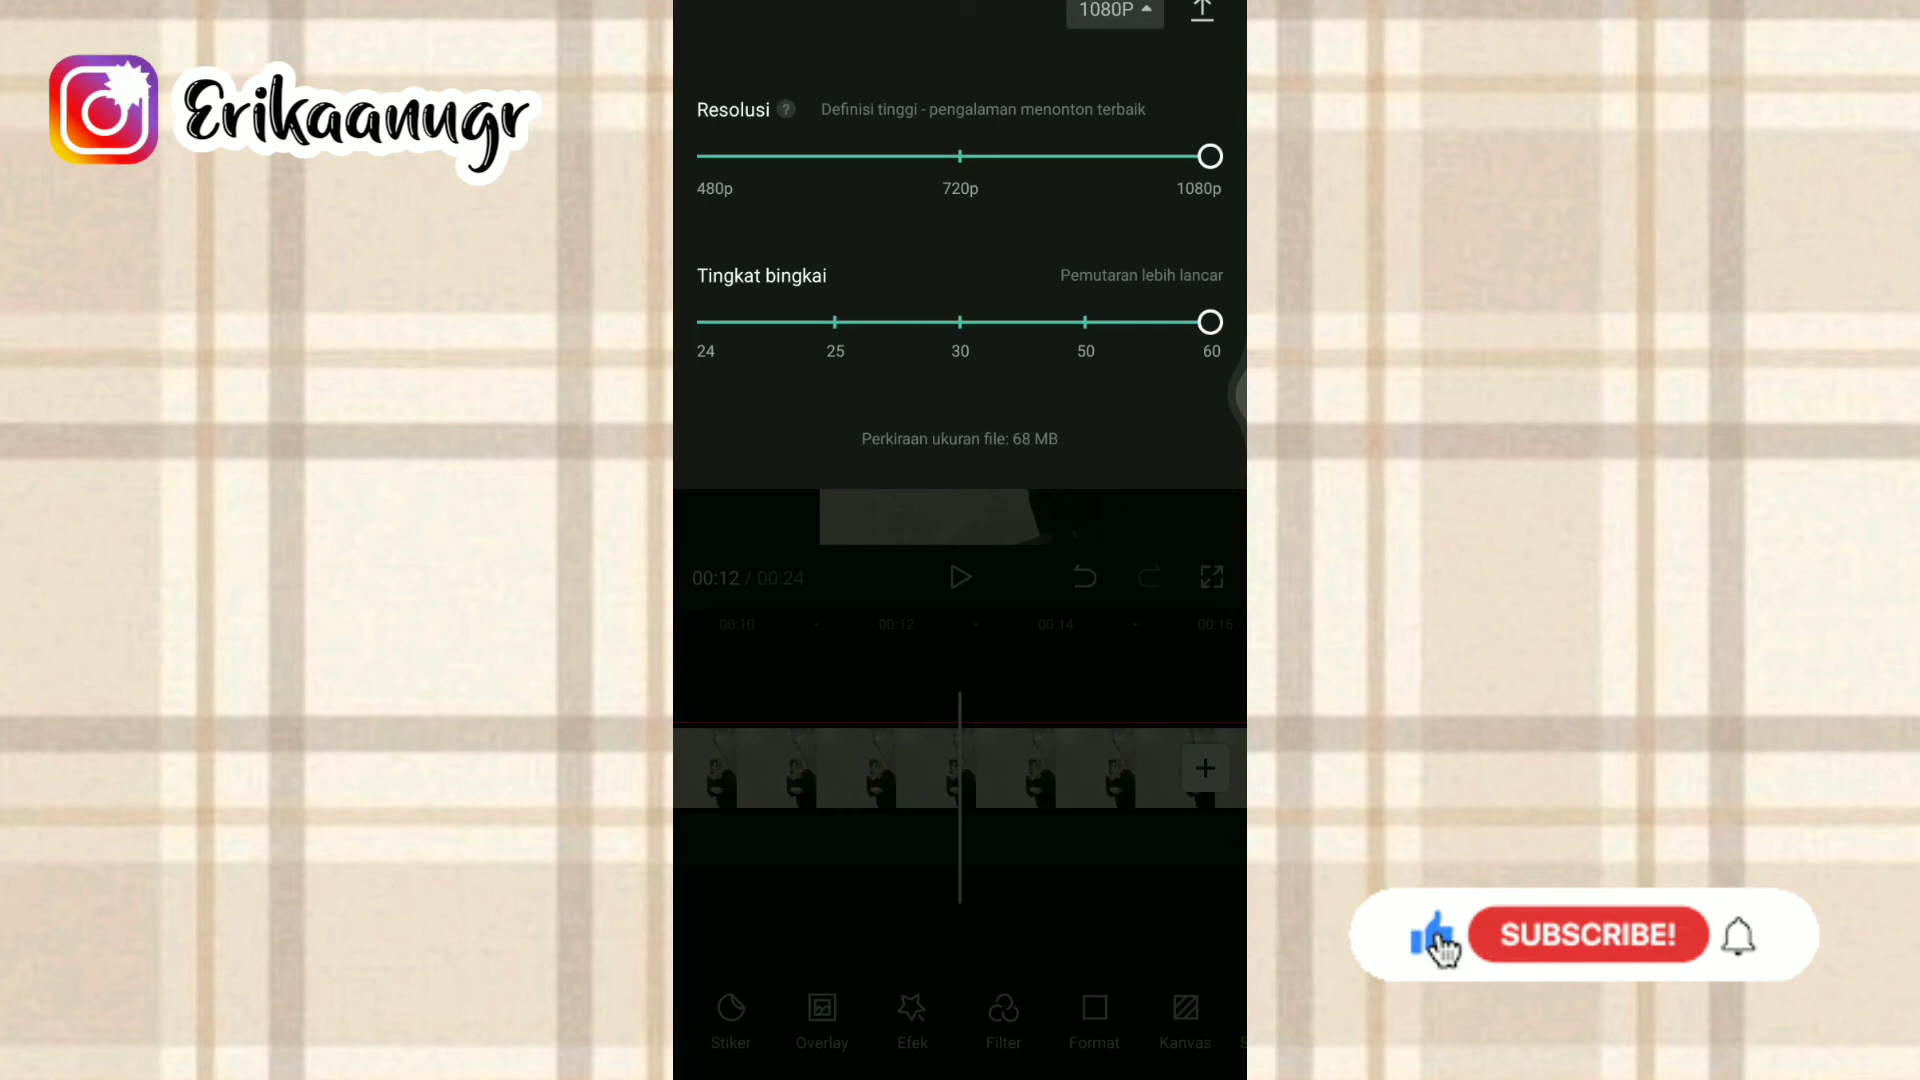 1080P
Erikaanugr
Resolusi ? Definisi tinggi - pengalaman menonton terbaik
480p 720p 1080p
Tingkat bingkai Pemutaran lebih lancar
24 25 30 50 60
Perkiraan ukuran file: 68 MB
00:12 / 00:24
00:10 00:12 00:14 00:16
SUBSCRIBE!
Stiker Overlay Efek Filter Format Kanvas S